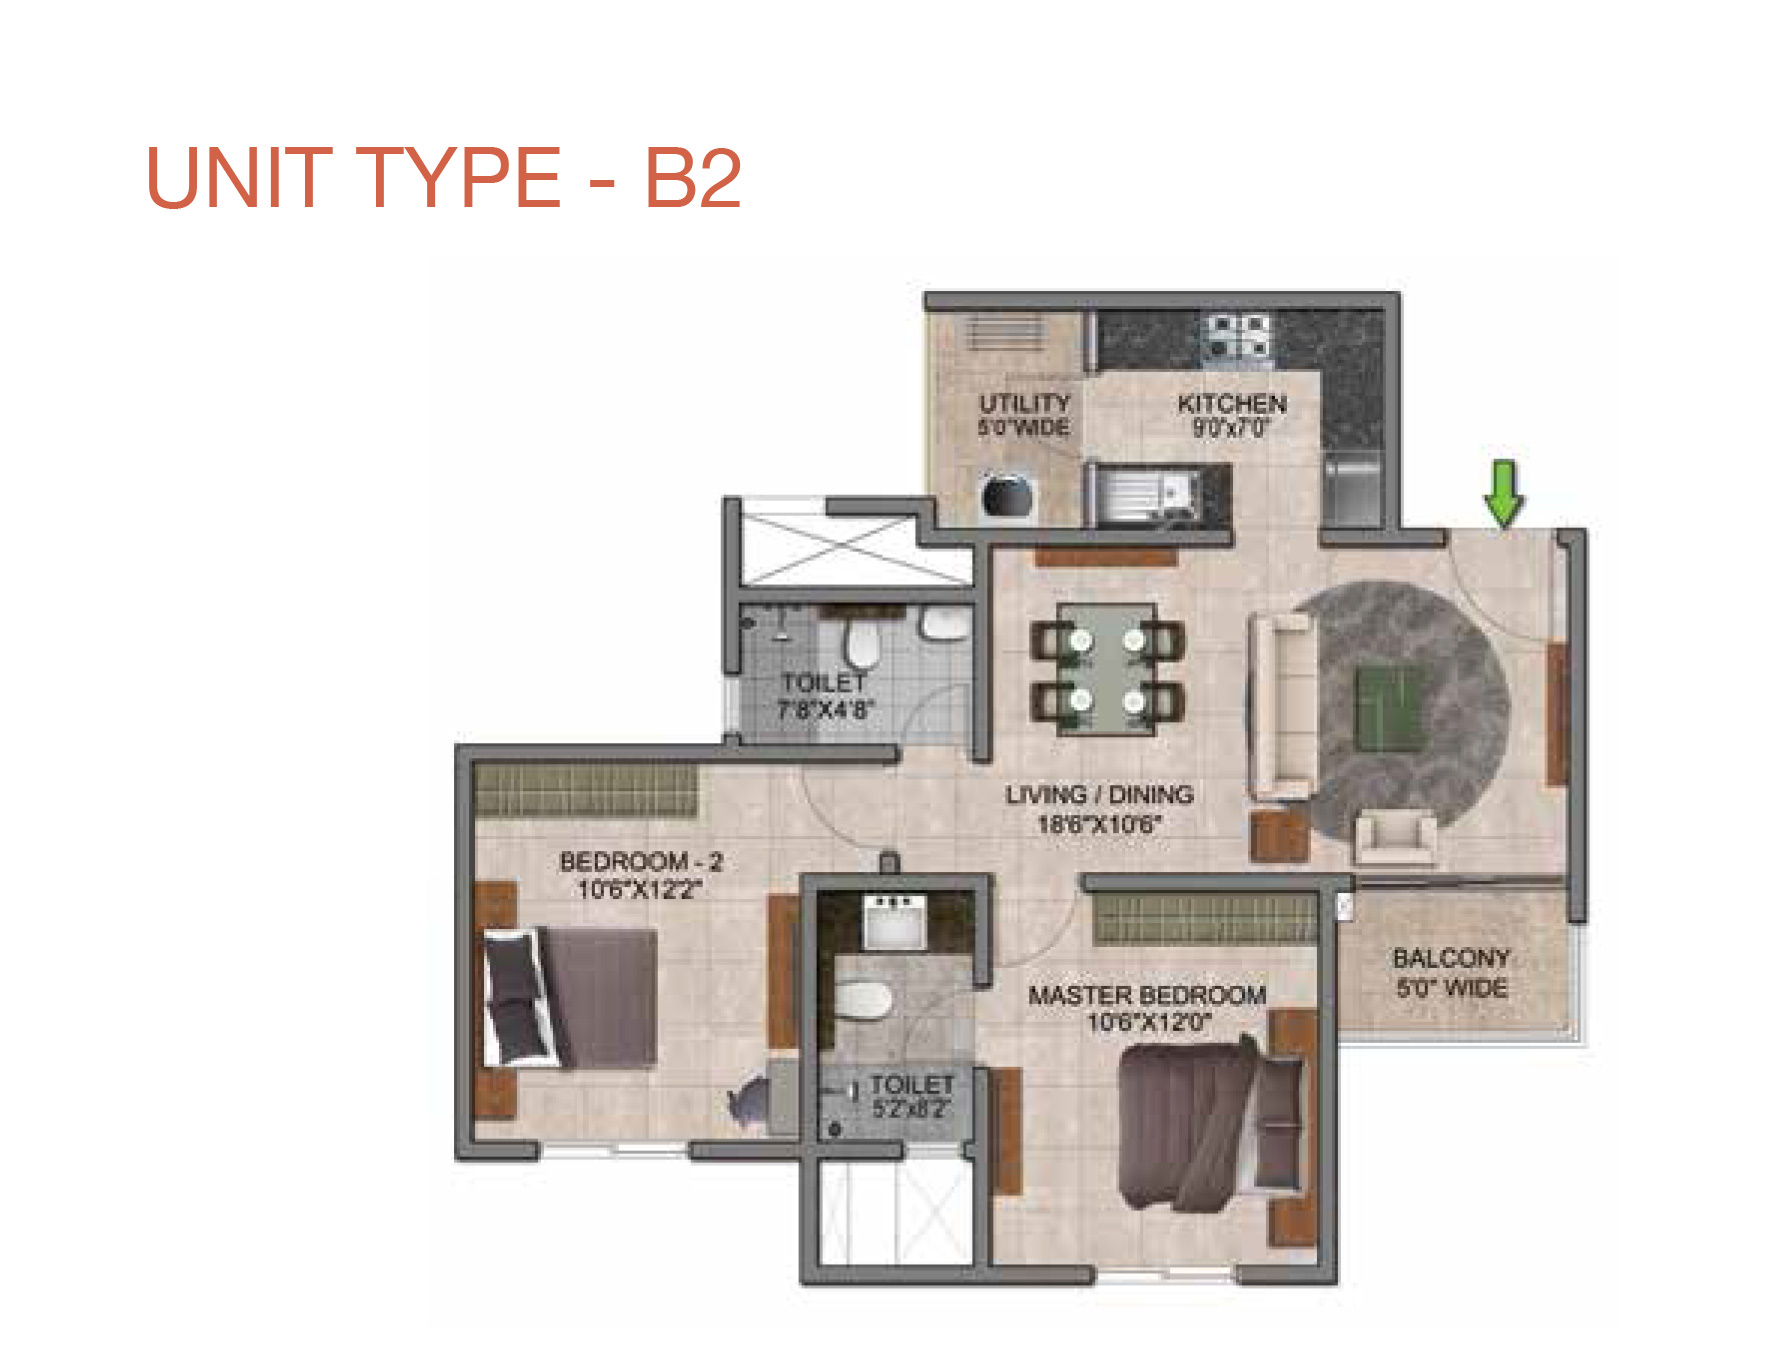 UNIT TYPE - B2
UTILITY
5'0"WIDE
KITCHEN
9'0"x7'0"
TOILET
7'8"X4'8"
LIVING / DINING
18'6"X10'6"
BEDROOM - 2
10'6"X12'2"
BALCONY
5'0" WIDE
MASTER BEDROOM
10'6"X12'0"
TOILET
5'2"x8'2"